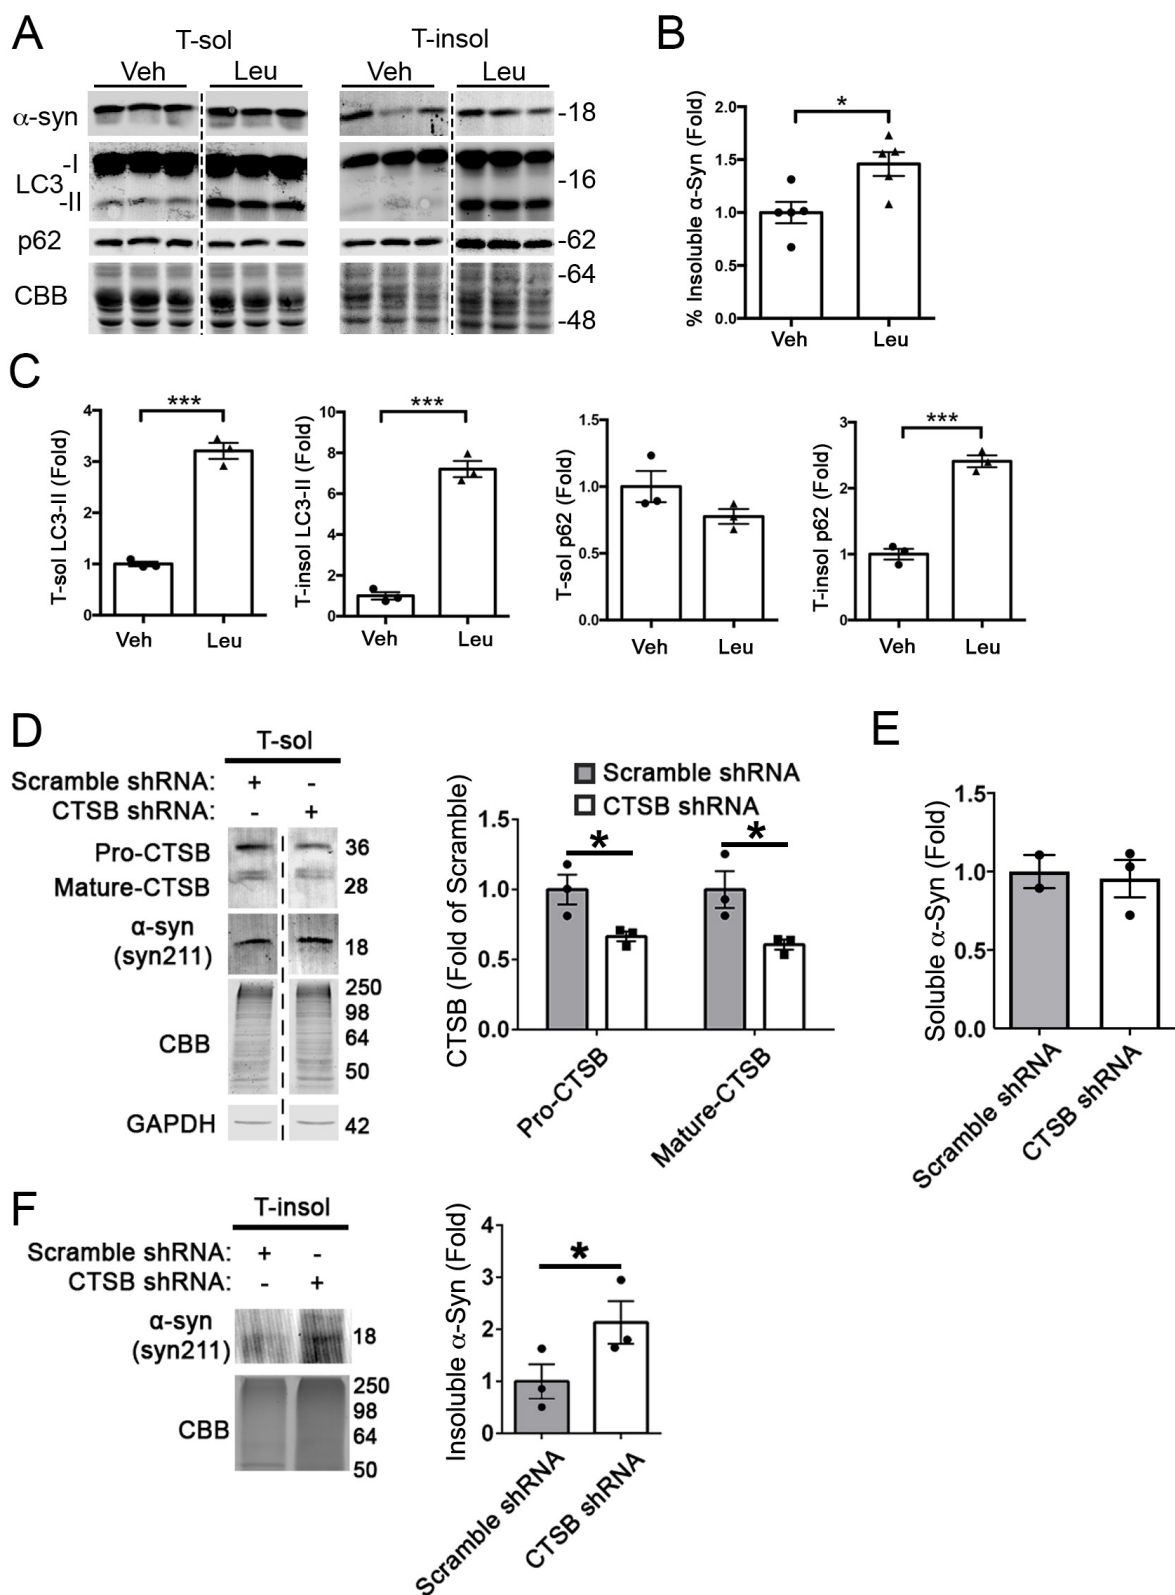 A
T-sol
T-insol
Veh Leu Veh Leu
α-syn
-18
LC3
-I
-II
-16
p62
-62
CBB
-64
-48
B
% Insoluble α-Syn (Fold)
2.0
1.5
1.0
0.5
0.0
*
Veh Leu
C
T-sol LC3-II (Fold)
4
3
2
1
0
***
Veh Leu
T-insol LC3-II (Fold)
10
8
6
4
2
0
***
Veh Leu
T-sol p62 (Fold)
1.5
1.0
0.5
0.0
Veh Leu
T-insol p62 (Fold)
3
2
1
0
***
Veh Leu
D
T-sol
Scramble shRNA: + -
CTSB shRNA: - +
Pro-CTSB
36
Mature-CTSB
28
α-syn
(syn211)
18
CBB
250
98
64
50
GAPDH
42
Scramble shRNA
CTSB shRNA
CTSB (Fold of Scramble)
1.5
1.0
0.5
0.0
* *
Pro-CTSB
Mature-CTSB
E
Soluble α-Syn (Fold)
1.5
1.0
0.5
0.0
Scramble shRNA
CTSB shRNA
F
T-insol
Scramble shRNA: + -
CTSB shRNA: - +
α-syn
(syn211)
18
CBB
250
98
64
50
Insoluble α-Syn (Fold)
4
3
2
1
0
*
Scramble shRNA
CTSB shRNA